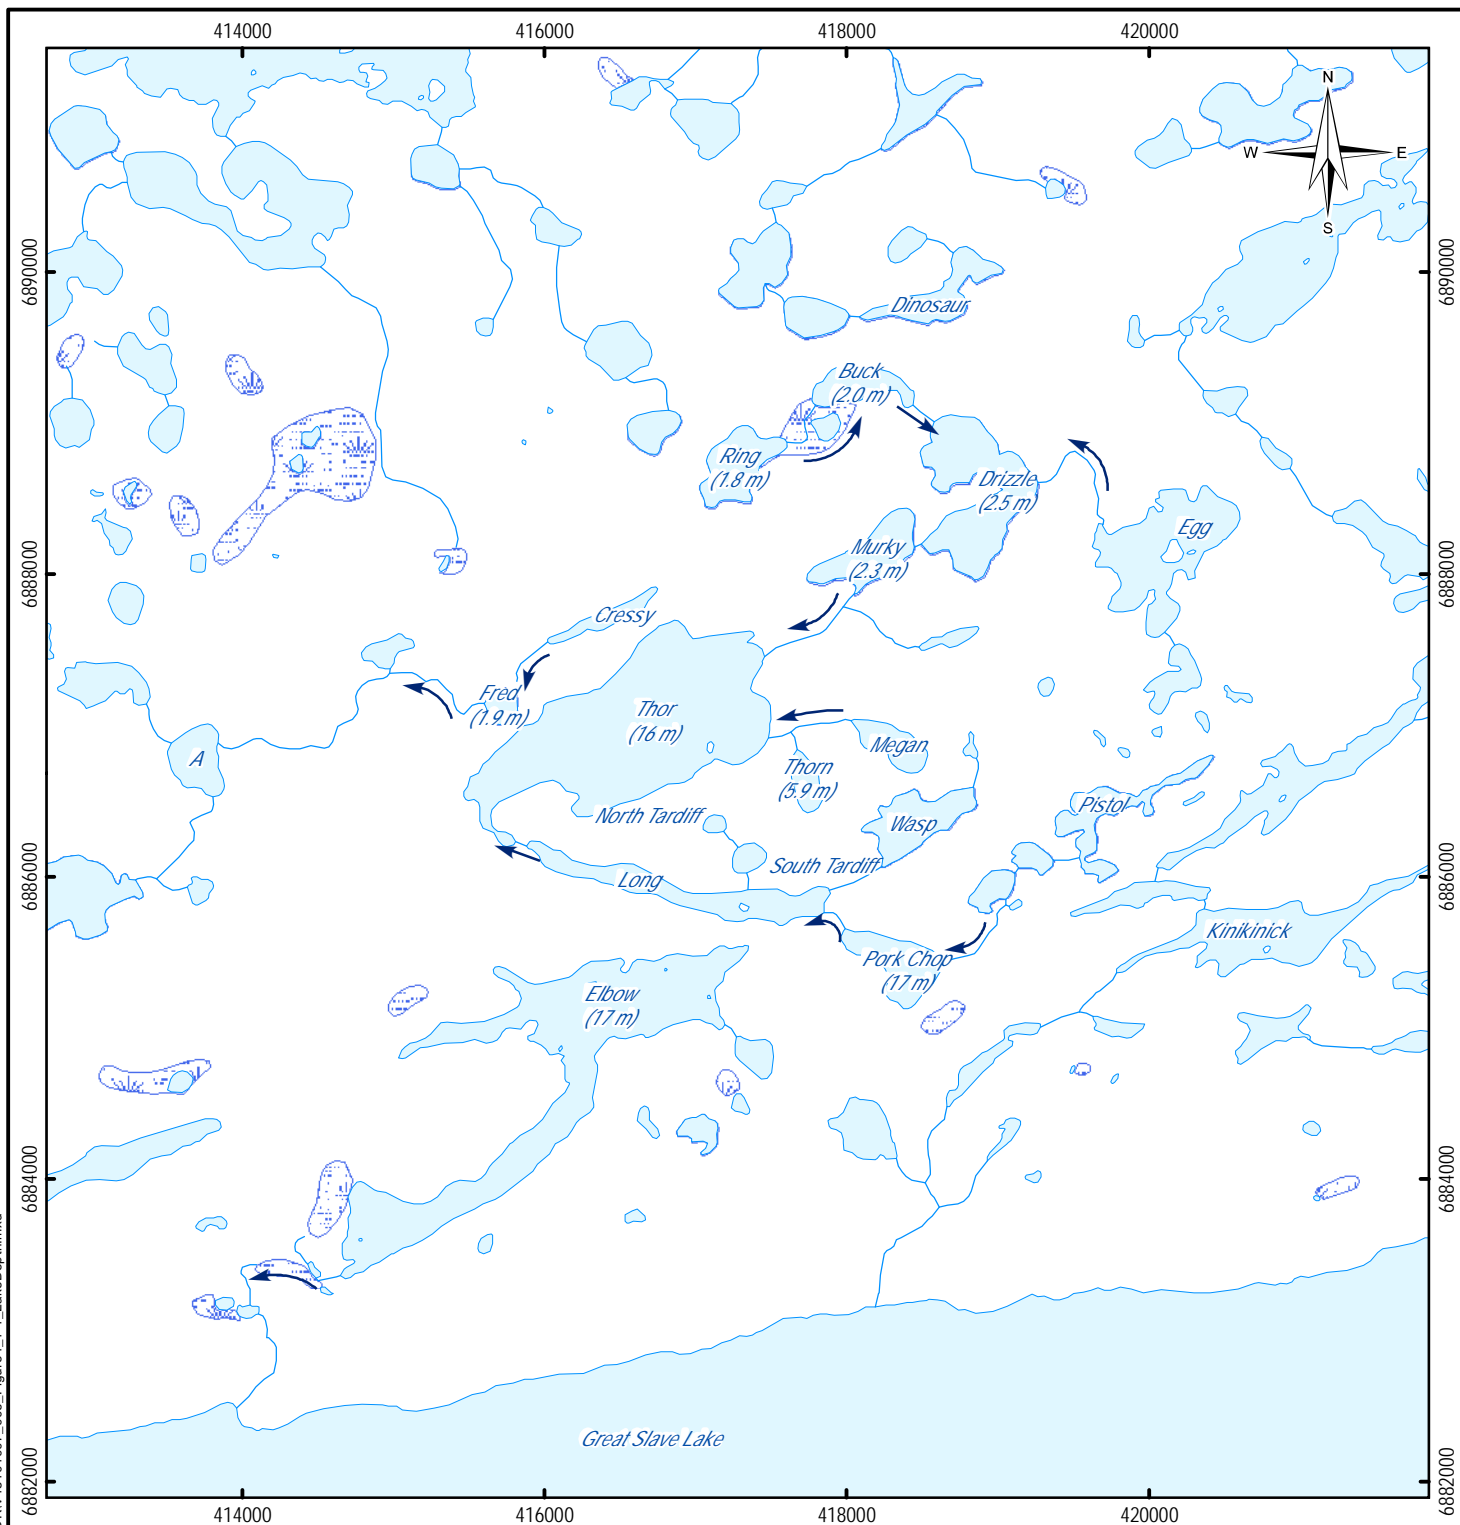 414000
416000
418000
420000
N
W
E
S
6890000
6890000
Dinosaur
Buck
(2.0 m)
Ring
(1.8 m)
Drizzle
(2.5 m)
Egg
Murky
(2.3 m)
6888000
6888000
Cressy
Fred
(1.9 m)
Thor
(16 m)
Megan
A
Thorn
(5.9 m)
Pistol
North Tardiff
Wasp
South Tardiff
Long
6886000
6886000
Kinikinick
Pork Chop
(17 m)
Elbow
(17 m)
6884000
6884000
Great Slave Lake
6882000
6882000
414000
416000
418000
420000